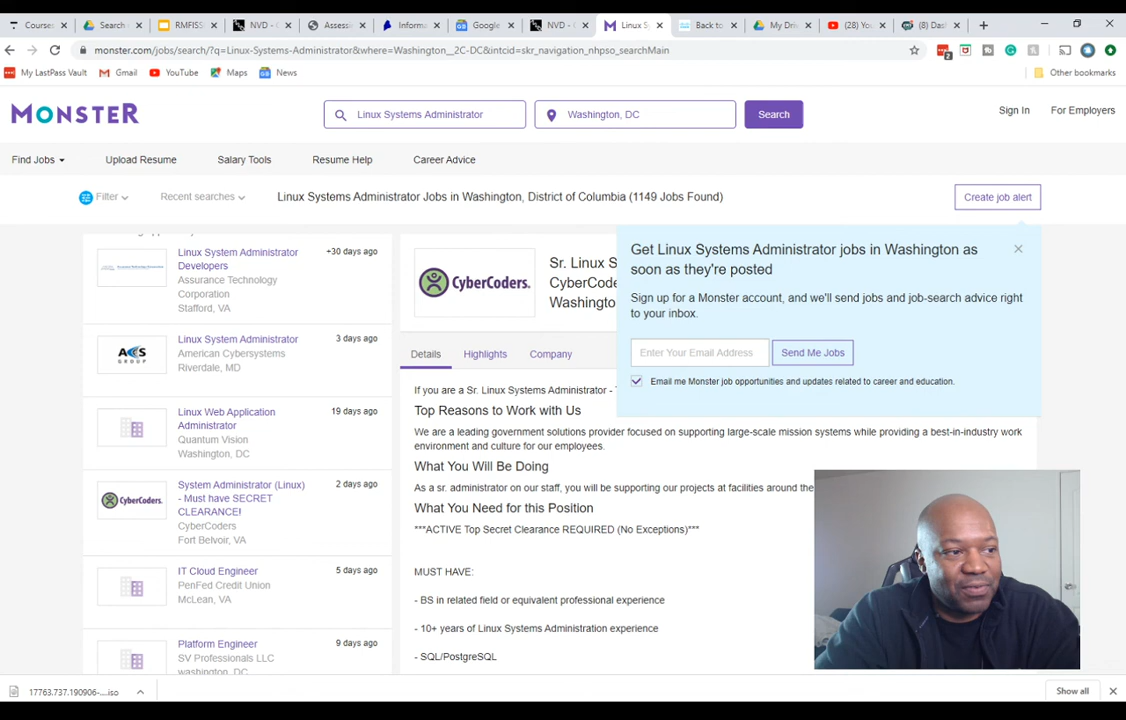 Courses
Search
RMFISS
NVD -
Assess
Informa
Google
NVD -
Linux S
Back to
My Driv
(28) You
(8) Das
monster.com/jobs/search/?q=Linux-Systems-Administrator&where=Washington__2C-DC&intcid=skr_navigation_nhpso_searchMain
2
My LastPass Vault
Gmail
YouTube
Maps
News
Other bookmarks
MONSTER
Linux Systems Administrator
Washington, DC
Search
Sign In
For Employers
Find Jobs
Upload Resume
Salary Tools
Resume Help
Career Advice
Filter
Recent searches
Linux Systems Administrator Jobs in Washington, District of Columbia (1149 Jobs Found)
Create job alert
Linux System Administrator
Developers
+30 days ago
Assurance Technology
Corporation
Stafford, VA
ACS
GROUP
Linux System Administrator
3 days ago
American Cybersystems
Riverdale, MD
Linux Web Application
Administrator
19 days ago
Quantum Vision
Washington, DC
CyberCoders
System Administrator (Linux)
- Must have SECRET
CLEARANCE!
2 days ago
CyberCoders
Fort Belvoir, VA
IT Cloud Engineer
5 days ago
PenFed Credit Union
McLean, VA
Platform Engineer
9 days ago
SV Professionals LLC
washington, DC
CyberCoders.
Sr. Linux S
CyberCode
Washingto
Details
Highlights
Company
If you are a Sr. Linux Systems Administrator -
Top Reasons to Work with Us
We are a leading government solutions provider focused on supporting large-scale mission systems while providing a best-in-industry work
environment and culture for our employees.
What You Will Be Doing
As a sr. administrator on our staff, you will be supporting our projects at facilities around the
What You Need for this Position
***ACTIVE Top Secret Clearance REQUIRED (No Exceptions)***
MUST HAVE:
- BS in related field or equivalent professional experience
- 10+ years of Linux Systems Administration experience
- SQL/PostgreSQL
Get Linux Systems Administrator jobs in Washington as
soon as they're posted
Sign up for a Monster account, and we'll send jobs and job-search advice right
to your inbox.
Enter Your Email Address
Send Me Jobs
Email me Monster job opportunities and updates related to career and education.
17763.737.190906-....iso
Show all